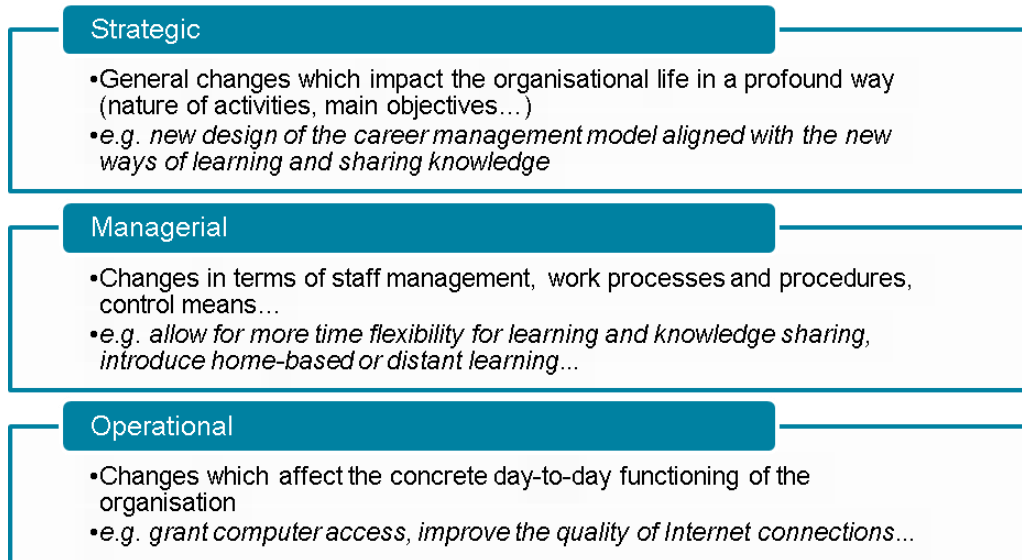 Strategic
•General changes which impact the organisational life in a profound way
(nature of activities, main objectives…)
•e.g. new design of the career management model aligned with the new
ways of learning and sharing knowledge
Managerial
•Changes in terms of staff management, work processes and procedures,
control means…
•e.g. allow for more time flexibility for learning and knowledge sharing,
introduce home-based or distant learning...
Operational
•Changes which affect the concrete day-to-day functioning of the
organisation
•e.g. grant computer access, improve the quality of Internet connections...